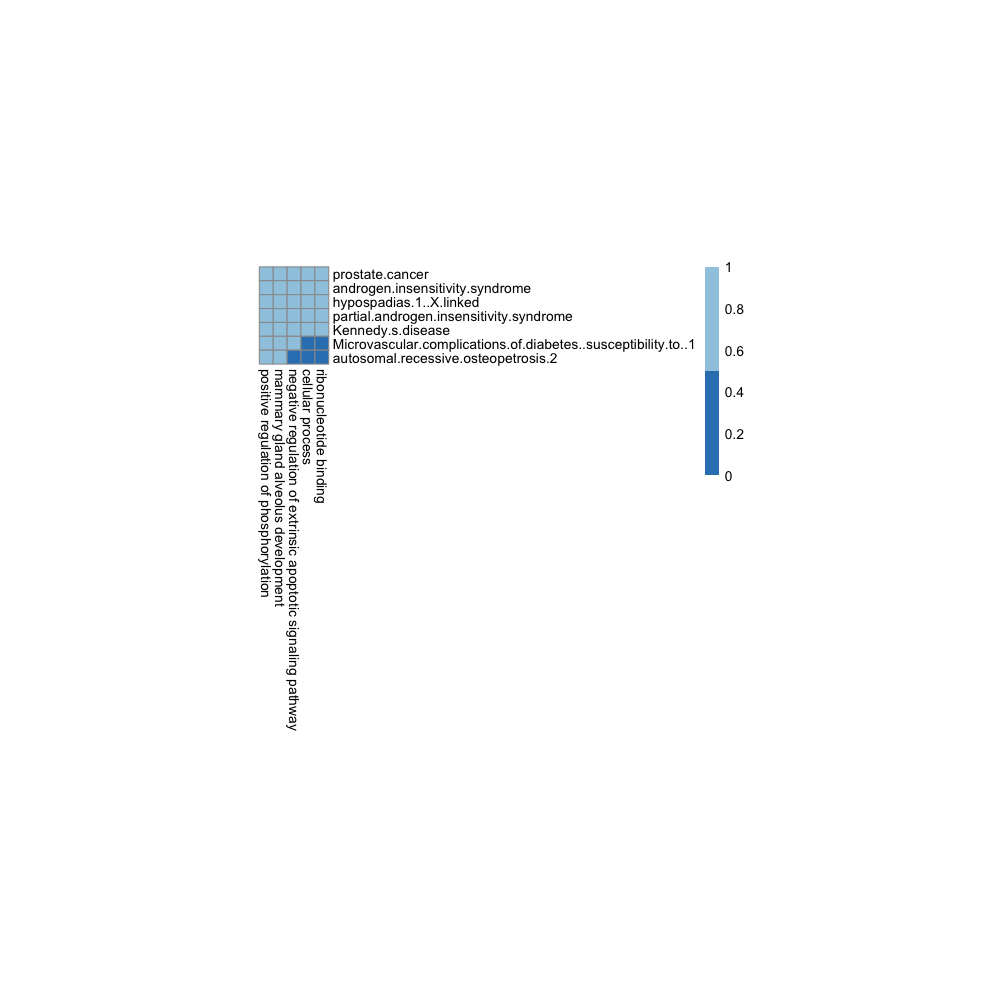 prostate.cancer
androgen.insensitivity.syndrome
hypospadias.1..X.linked
partial.androgen.insensitivity.syndrome
Kennedy.s.disease
Microvascular.complications.of.diabetes..susceptibility.to..1
autosomal.recessive.osteopetrosis.2
positive regulation of phosphorylation
mammary gland alveolus development
negative regulation of extrinsic apoptotic signaling pathway
cellular process
ribonucleotide binding
1
0.8
0.6
0.4
0.2
0